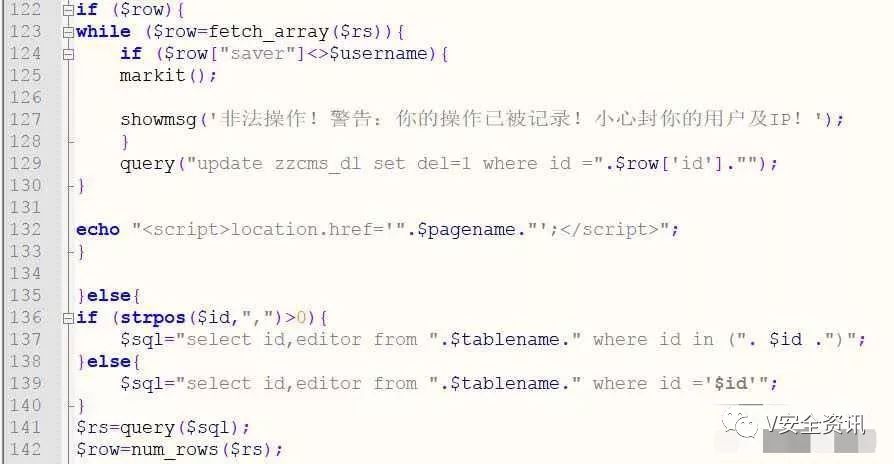 122 if ($row){
123 while ($row=fetch_array($rs)){
124 if ($row["saver"]<>$username){
125 markit();
126
127 showmsg('非法操作！警告：你的操作已被记录！小心封你的用户及IP！');
128 }
129 query("update zzcms_dl set del=1 where id =".$row['id']."");
130 }
131
132 echo "<script>location.href='".$pagename."';</script>";
133 }
134
135 }else{
136 if (strpos($id,",")>0){
137 $sql="select id,editor from ".$tablename." where id in (". $id .")";
138 }else{
139 $sql="select id,editor from ".$tablename." where id ='$id'";
140 }
141 $rs=query($sql);
142 $row=num_rows($rs);
V安全资讯